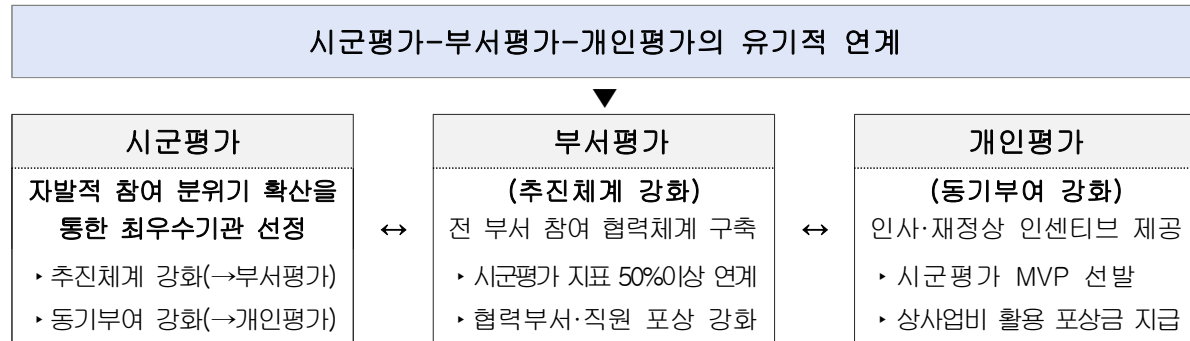 시군평가-부서평가-개인평가의 유기적 연계
▼
시군평가
자발적 참여 분위기 확산을
통한 최우수기관 선정
‣ 추진체계 강화(→부서평가)
‣ 동기부여 강화(→개인평가)
↔
부서평가
(추진체계 강화)
전 부서 참여 협력체계 구축
‣ 시군평가 지표 50%이상 연계
‣ 협력부서·직원 포상 강화
↔
개인평가
(동기부여 강화)
인사·재정상 인센티브 제공
‣ 시군평가 MVP 선발
‣ 상사업비 활용 포상금 지급